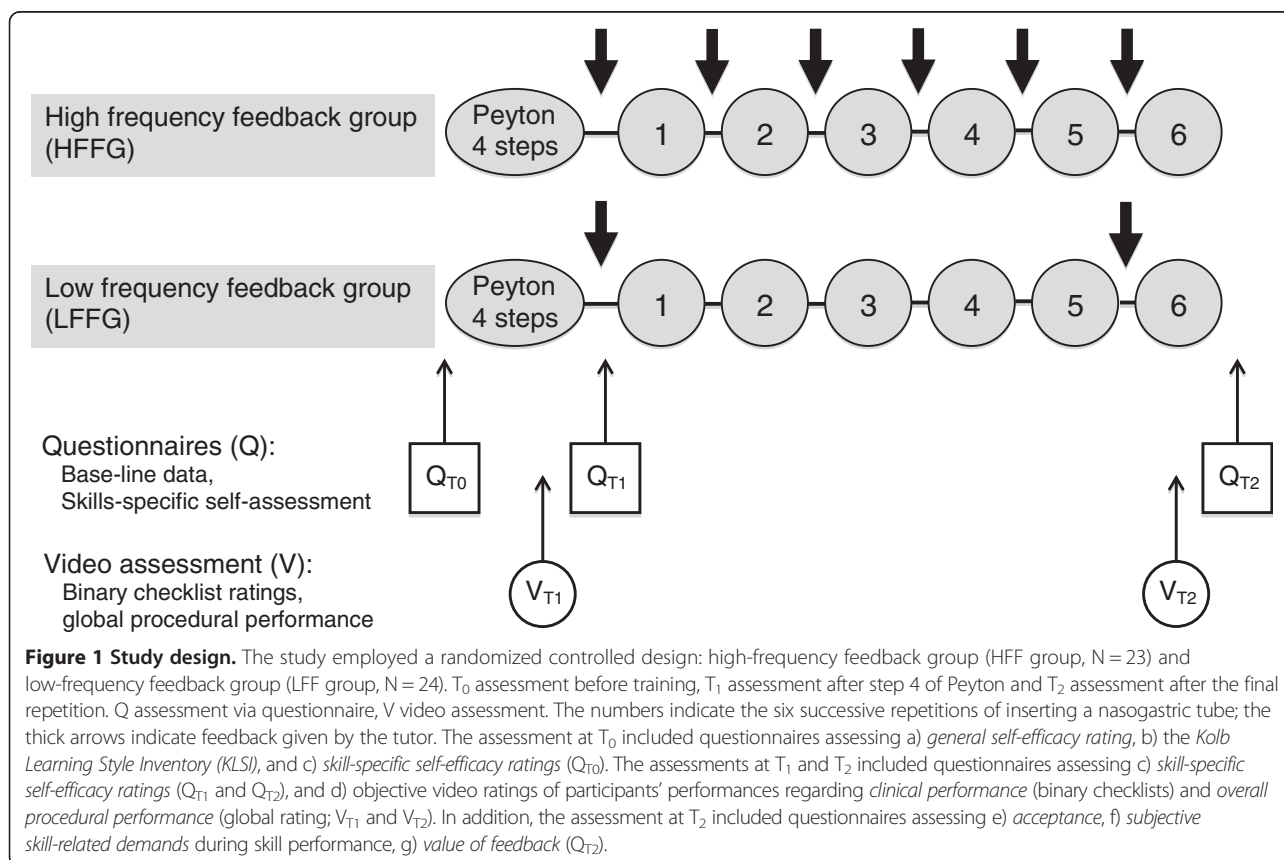 High frequency feedback group
(HFFG)
Peyton
4 steps
1
2
3
4
5
6
Low frequency feedback group
(LFFG)
Peyton
4 steps
1
2
3
4
5
6
Questionnaires (Q):
Base-line data,
Skills-specific self-assessment
QT0
QT1
QT2
Video assessment (V):
Binary checklist ratings,
global procedural performance
VT1
VT2
Figure 1 Study design. The study employed a randomized controlled design: high-frequency feedback group (HFF group, N = 23) and
low-frequency feedback group (LFF group, N = 24). T0 assessment before training, T1 assessment after step 4 of Peyton and T2 assessment after the final
repetition. Q assessment via questionnaire, V video assessment. The numbers indicate the six successive repetitions of inserting a nasogastric tube; the
thick arrows indicate feedback given by the tutor. The assessment at T0 included questionnaires assessing a) general self-efficacy rating, b) the Kolb
Learning Style Inventory (KLSI), and c) skill-specific self-efficacy ratings (QT0). The assessments at T1 and T2 included questionnaires assessing c) skill-specific
self-efficacy ratings (QT1 and QT2), and d) objective video ratings of participants' performances regarding clinical performance (binary checklists) and overall
procedural performance (global rating; VT1 and VT2). In addition, the assessment at T2 included questionnaires assessing e) acceptance, f) subjective
skill-related demands during skill performance, g) value of feedback (QT2).